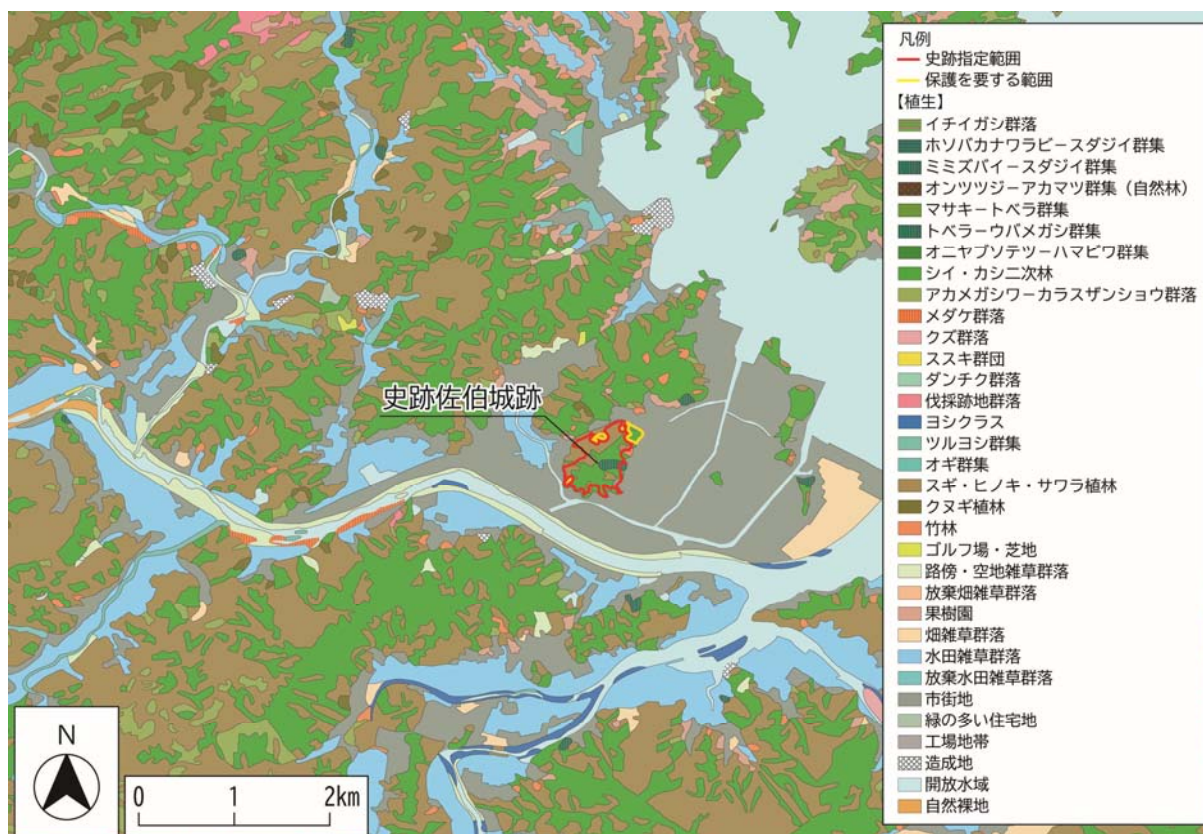 凡例
史跡指定範囲
保護を要する範囲
【植生】
イチイガシ群落
ホソバカナワラビースダジイ群集
ミミズバイースダジイ群集
オンツツジーアカマツ群集（自然林）
マサキートベラ群集
トベラーウバメガシ群集
オニヤブソテツーハマビワ群集
シイ・カシ二次林
アカメガシワーカラスザンショウ群落
メダケ群落
クズ群落
ススキ群団
ダンチク群落
伐採跡地群落
ヨシクラス
ツルヨシ群集
オギ群集
スギ・ヒノキ・サワラ植林
クヌギ植林
竹林
ゴルフ場・芝地
路傍・空地雑草群落
放棄畑雑草群落
果樹園
畑雑草群落
水田雑草群落
放棄水田雑草群落
市街地
緑の多い住宅地
工場地帯
造成地
開放水域
自然裸地
史跡佐伯城跡
N
0 1 2km